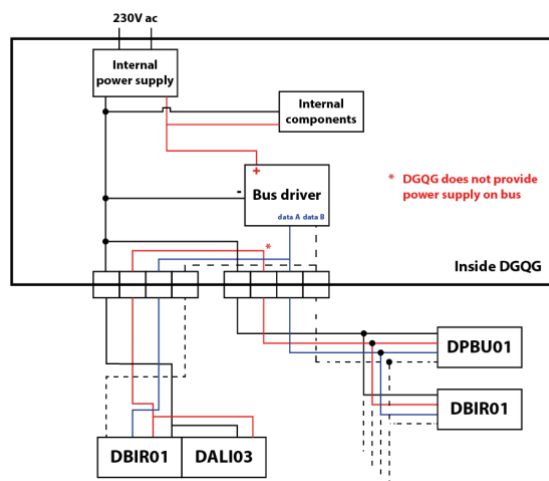 230V ac
Internal
power supply
Internal
components
+
-
Bus driver
data A data B
* DGQG does not provide
power supply on bus
*
Inside DGQG
DPBU01
DBIR01
DBIR01
DALI03